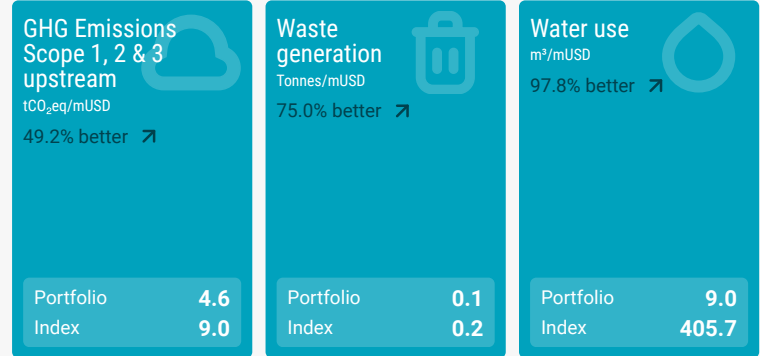 GHG Emissions
Scope 1, 2 & 3
upstream
tCO₂eq/mUSD
49.2% better
Portfolio 4.6
Index 9.0
Waste
generation
Tonnes/mUSD
75.0% better
Portfolio 0.1
Index 0.2
Water use
m³/mUSD
97.8% better
Portfolio 9.0
Index 405.7